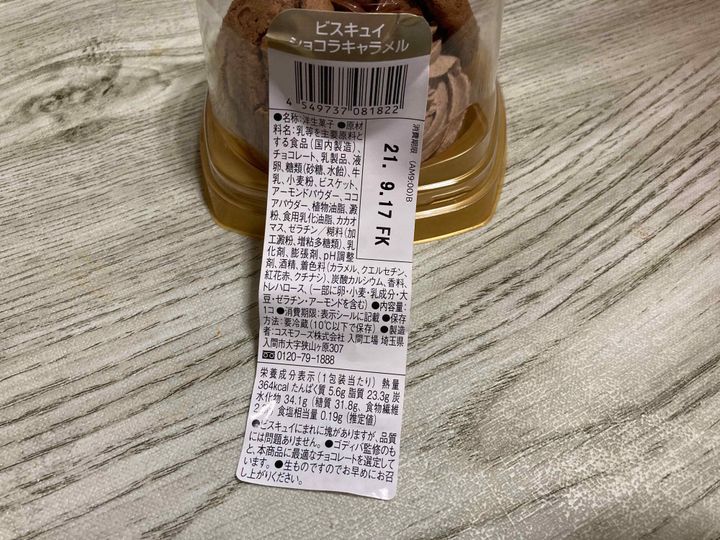 ビスキュイ
ショコラキャラメル
4 549737 081822
消費期限 (AM9:00)B
21. 9.17 FK
●名称:洋生菓子 ●原材
料名:乳等を主要原料と
する食品(国内製造)、
チョコレート、乳製品、液
卵、糖類(砂糖、水飴)、牛
乳、小麦粉、ビスケット、
アーモンドパウダー、ココ
アパウダー、植物油脂、澱
粉、食用乳化油脂、カカオ
マス、ゼラチン/糊料(加
工澱粉、増粘多糖類)、乳
化剤、膨張剤、pH調整
剤、酒精、着色料(カラメル、クエルセチン、
紅花赤、クチナシ)、炭酸カルシウム、香料、
トレハロース、(一部に卵・小麦・乳成分・大
豆・ゼラチン・アーモンドを含む) ●内容量:
1コ ●消費期限:表示シールに記載 ●保存
方法:要冷蔵(10℃以下で保存) ●製造
者:コスモフーズ株式会社 入間工場 埼玉県
入間市大字狭山ヶ原307
0120-79-1888
栄養成分表示(1包装当たり) 熱量
364kcal たんぱく質 5.6g 脂質 23.3g 炭
水化物 34.1g (糖質 31.8g、食物繊維
食塩相当量 0.19g (推定値)
●ビスキュイにまれに塊がありますが、品質
には問題ありません。 ●ゴディバ監修のも
と、本商品に最適なチョコレートを選定して
います。 ●生ものですのでお早めにお召
し上がりください。